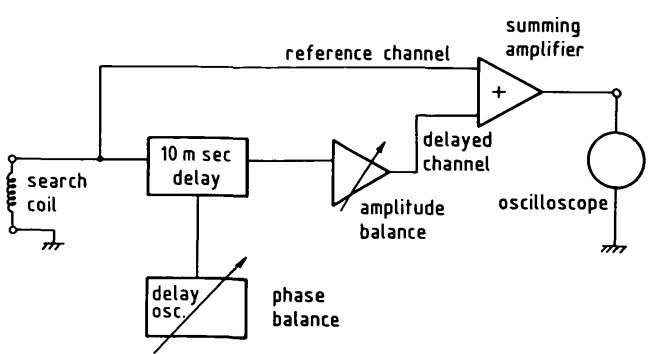 summing
amplifier
reference channel
+
10 m sec
delay
delayed
channel
search
coil
amplitude
balance
oscilloscope
delay
osc.
phase
balance